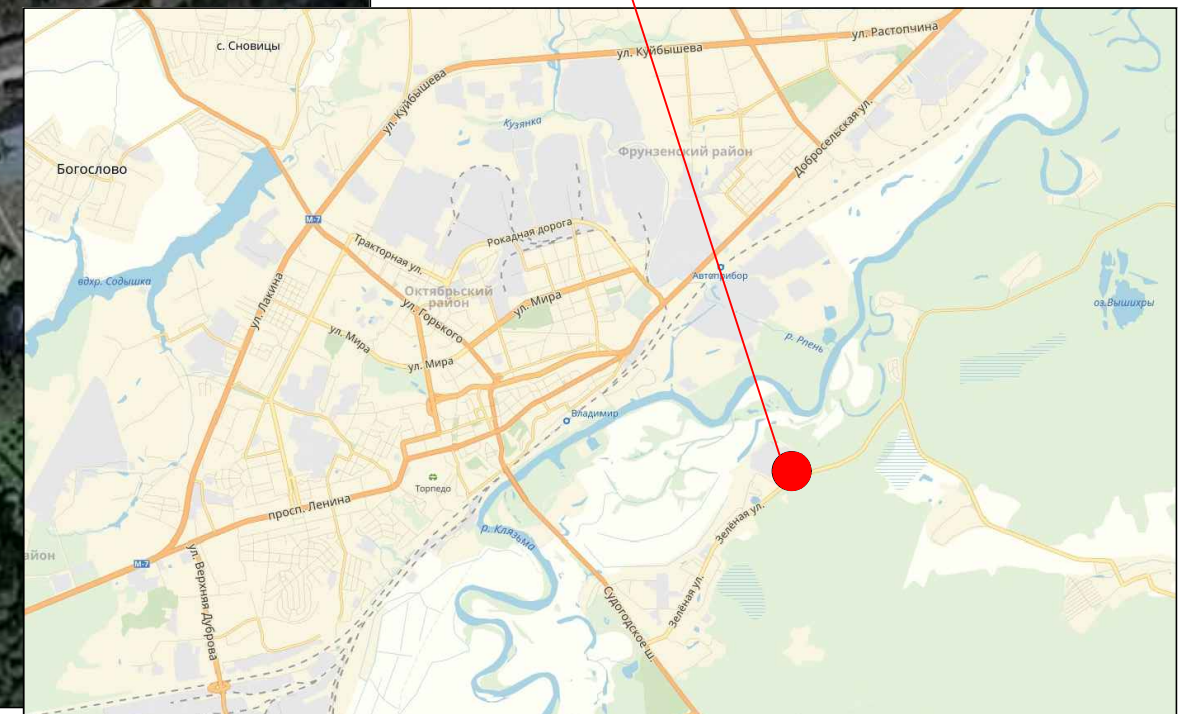 ул. Растопчина
с. Сновицы
ул. Куйбышева
ул. Куйбышева
Кузянка
Фрунзенский район
Добросельская ул.
Богослово
М-7
Рокадная дорога
Тракторная ул.
Автоприбор
вдхр. Содышка
Октябрьский
район
ул. Лакина
ул. Мира
ул. Горького
оз.Вышихры
ул. Мира
р. Рпень
ул. Мира
Владимир
Торпедо
просп. Ленина
Зелёная ул.
р. Клязьма
айон
М-7
ул. Верхняя Дуброва
Зелёная ул.
Судогодское ш.